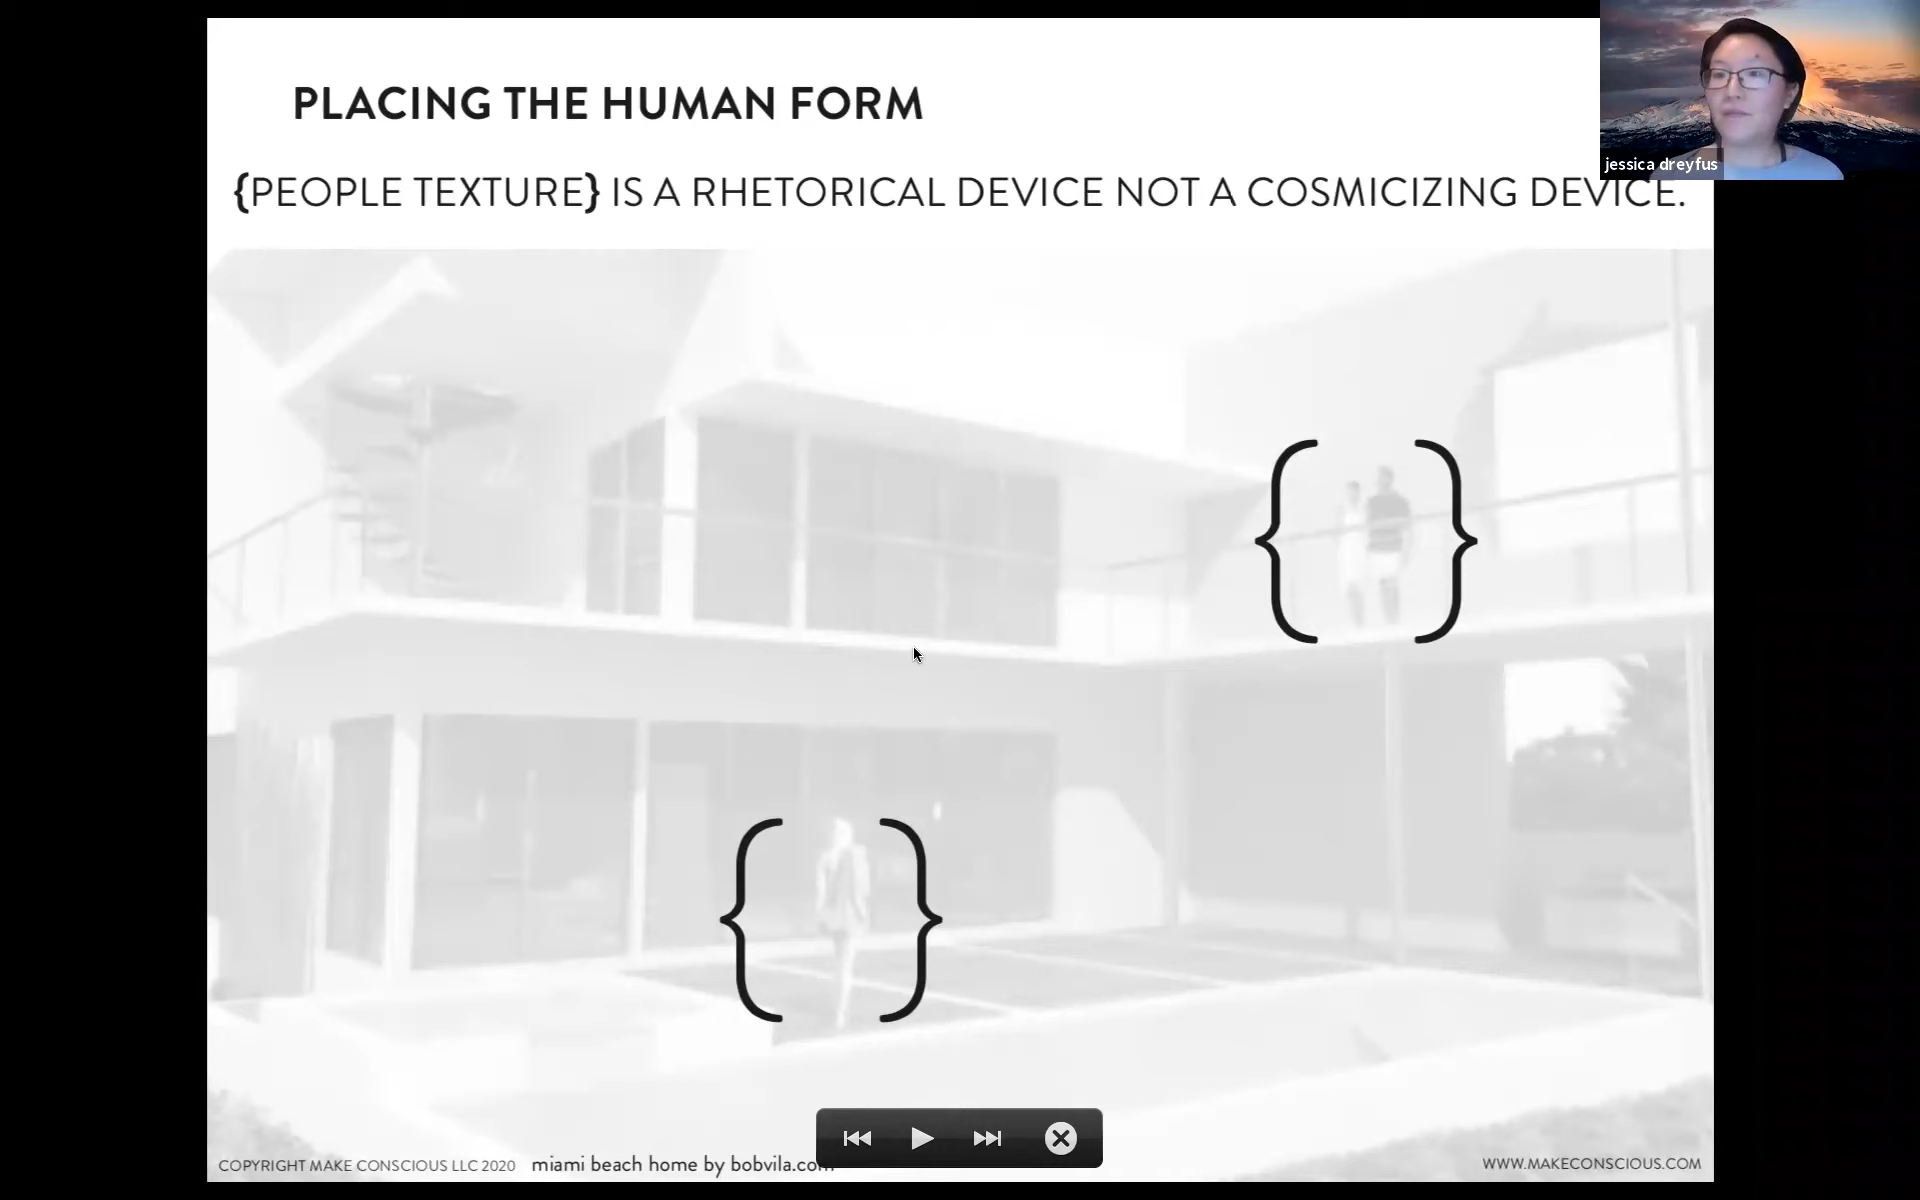 PLACING THE HUMAN FORM
jessica dreyfus
{PEOPLE TEXTURE} IS A RHETORICAL DEVICE NOT A COSMICIZING DEVICE.
COPYRIGHT MAKE CONSCIOUS LLC 2020 miami beach home by bobvila.com
WWW.MAKECONSCIOUS.COM